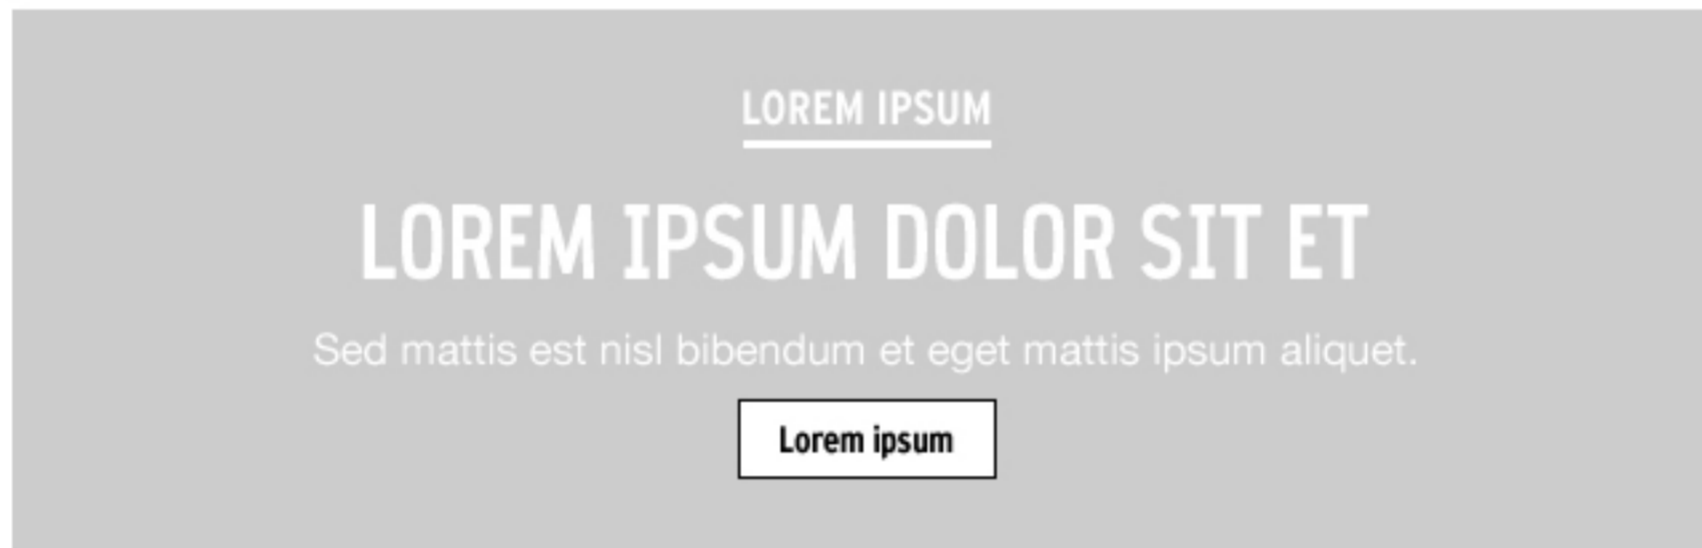 LOREM IPSUM
LOREM IPSUM DOLOR SIT ET
Sed mattis est nisl bibendum et eget mattis ipsum aliquet.
Lorem ipsum